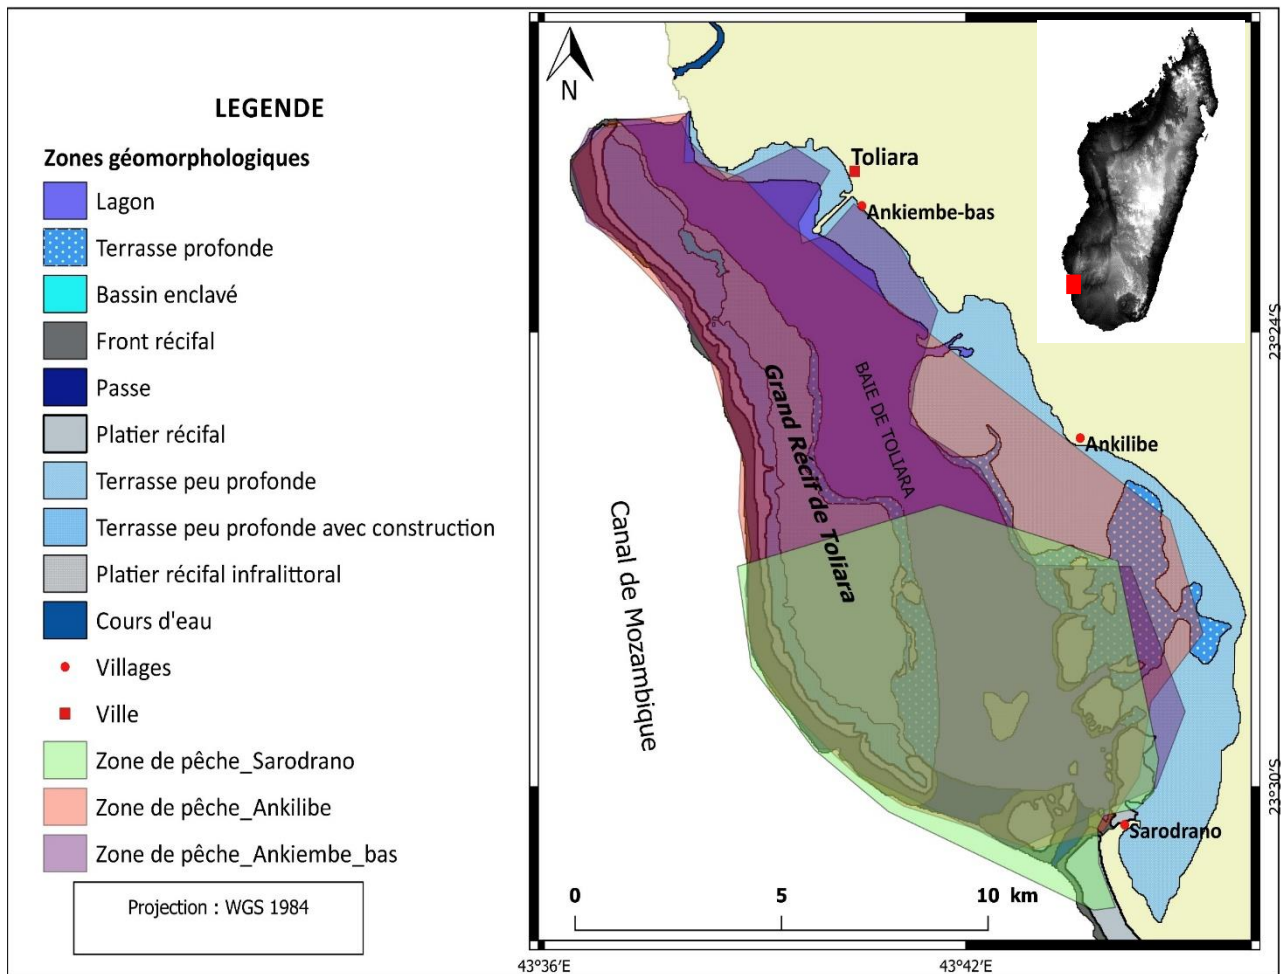 LEGENDE
Zones géomorphologiques
Lagon
Terrasse profonde
Bassin enclavé
Front récifal
Passe
Platier récifal
Terrasse peu profonde
Terrasse peu profonde avec construction
Platier récifal infralittoral
Cours d'eau
Villages
Ville
Zone de pêche_Sarodrano
Zone de pêche_Ankilibe
Zone de pêche_Ankiembe_bas
Projection : WGS 1984
N
Toliara
Ankiembe-bas
Ankilibe
Sarodrano
BAIE DE TOLIARA
Grand Récif de Toliara
Canal de Mozambique
0 5 10 km
23°24'S
23°30'S
43°36'E
43°42'E